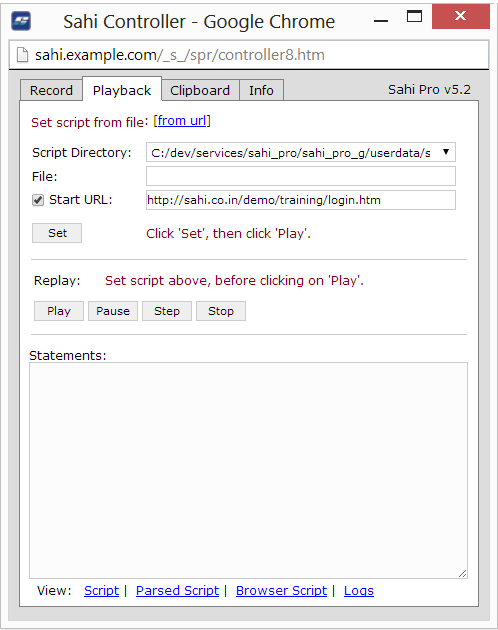 Sahi Controller - Google Chrome
sahi.example.com/_s_/spr/controller8.htm
Record Playback Clipboard Info Sahi Pro v5.2
Set script from file: [from url]
Script Directory: C:/dev/services/sahi_pro/sahi_pro_g/userdata/s
File:
Start URL: http://sahi.co.in/demo/training/login.htm
Set Click 'Set', then click 'Play'.
Replay: Set script above, before clicking on 'Play'.
Play Pause Step Stop
Statements:
View: Script | Parsed Script | Browser Script | Logs